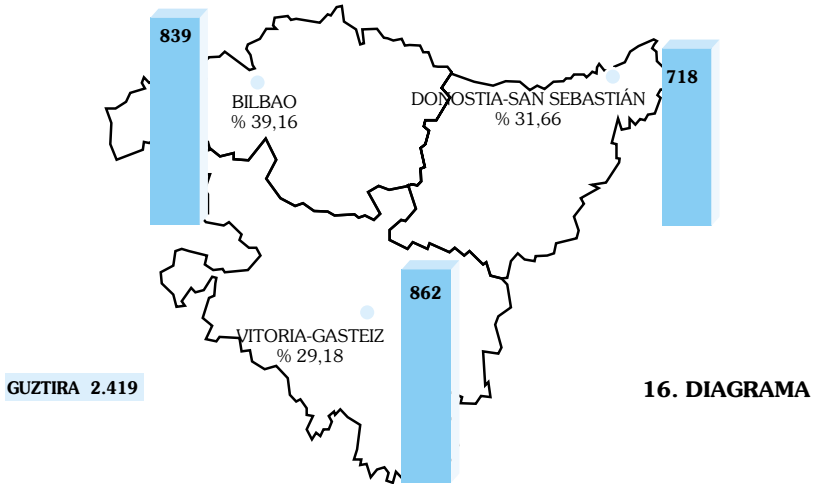 839
BILBAO
% 39,16
DONOSTIA-SAN SEBASTIÁN
% 31,66
718
862
VITORIA-GASTEIZ
% 29,18
GUZTIRA 2.419
16. DIAGRAMA